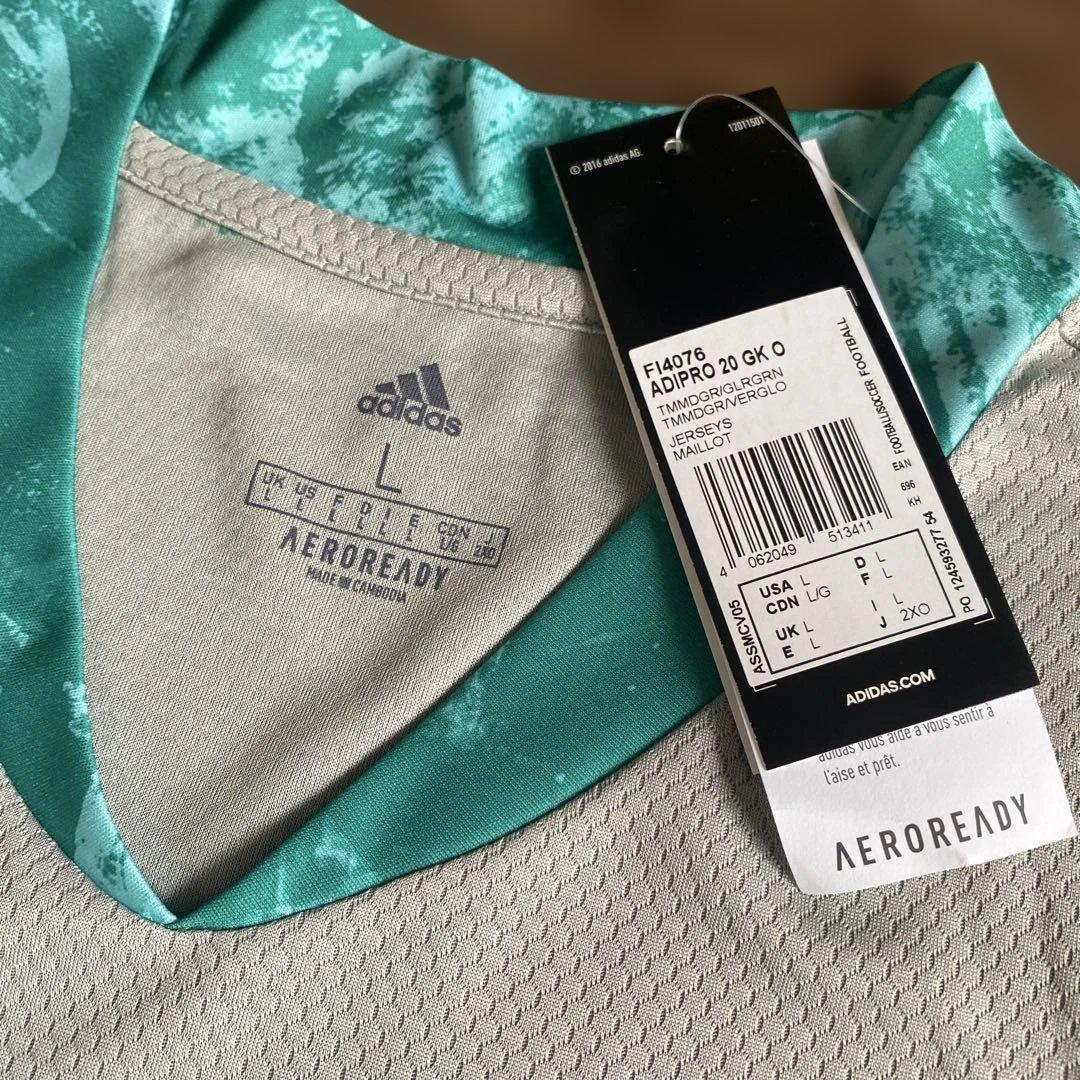 adidas
L
UK US F D I E CDN J
L L L L L L L/G 2XO
AEROREADY
MADE IN CAMBODIA
© 2016 adidas AG.
12011501
FI4076
ADIPRO 20 GK O
TMMDGR/GLRGRN
TMMDGR/VERGLO
JERSEYS
MAILLOT
FOOTBALL/SOCCER FOOTBALL
EAN
696
KH
4 062049 513411
ASSMCV05
USA L D L
CDN L/G F L
UK L I L
E L J 2XO
PO 124593277 54
ADIDAS.COM
adidas vous aide à vous sentir à
l'aise et prêt.
AEROREADY